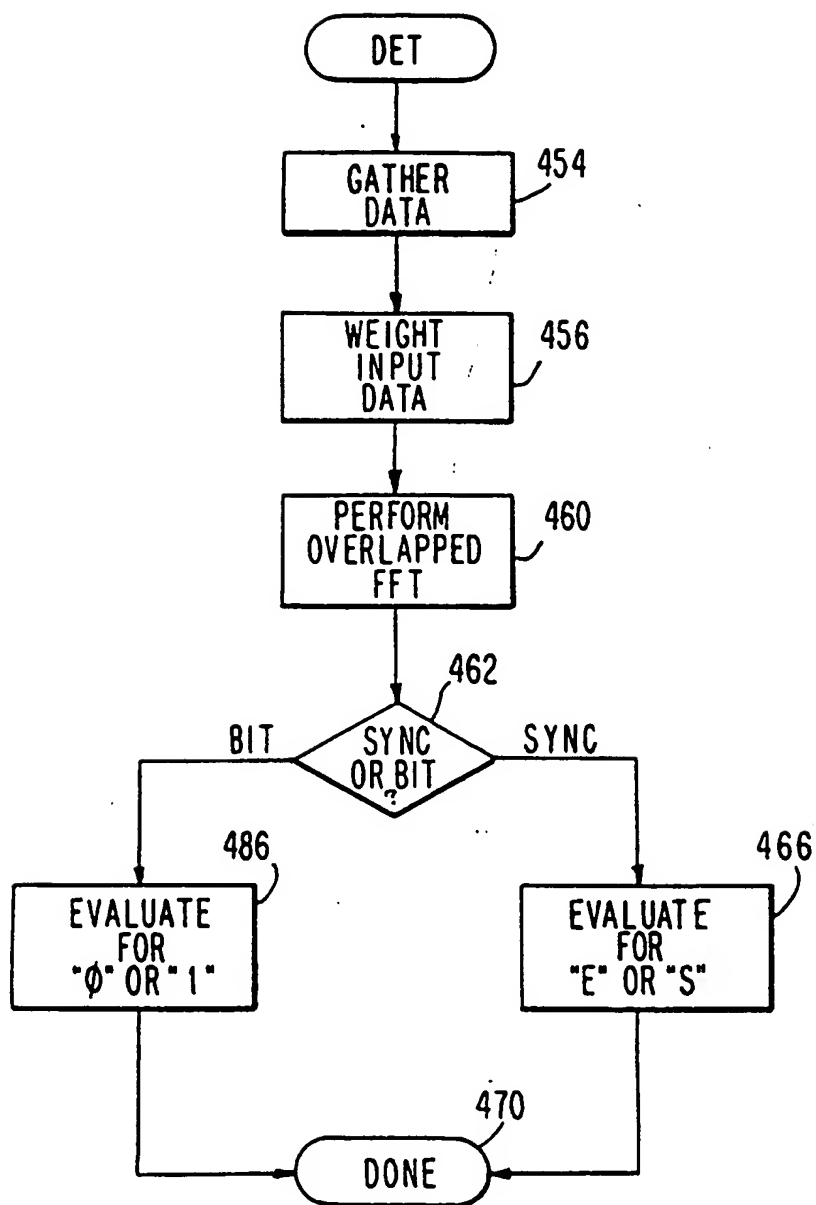 DET
GATHER
DATA
454
WEIGHT
INPUT
DATA
456
PERFORM
OVERLAPPED
FFT
460
462
BIT
SYNC
OR BIT
?
SYNC
486
EVALUATE
FOR
"φ" OR "1"
466
EVALUATE
FOR
"E" OR "S"
470
DONE